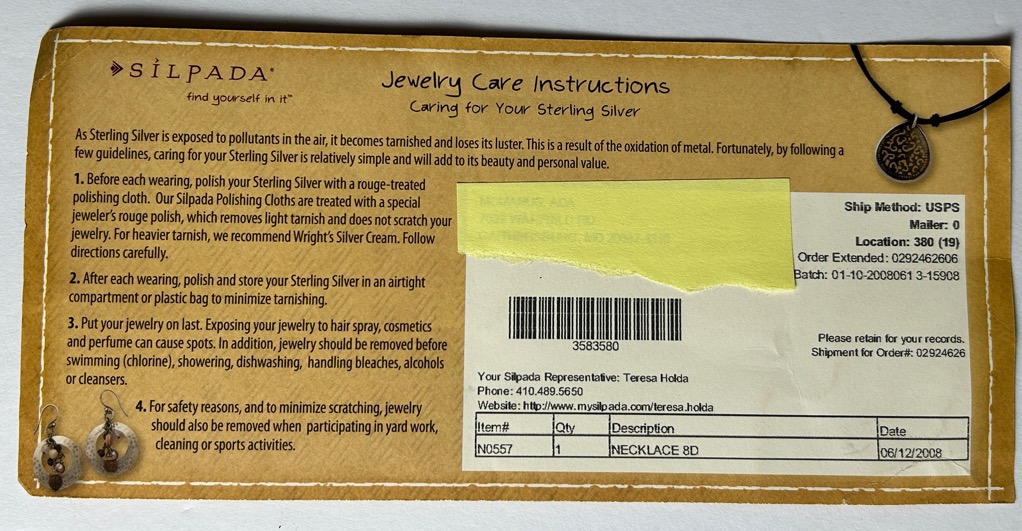 SILPADA®
find yourself in it™
Jewelry Care Instructions
Caring for Your Sterling Silver
As Sterling Silver is exposed to pollutants in the air, it becomes tarnished and loses its luster. This is a result of the oxidation of metal. Fortunately, by following a
few guidelines, caring for your Sterling Silver is relatively simple and will add to its beauty and personal value.
1. Before each wearing, polish your Sterling Silver with a rouge-treated
polishing cloth. Our Silpada Polishing Cloths are treated with a special
jeweler's rouge polish, which removes light tarnish and does not scratch your
jewelry. For heavier tarnish, we recommend Wright's Silver Cream. Follow
directions carefully.
2. After each wearing, polish and store your Sterling Silver in an airtight
compartment or plastic bag to minimize tarnishing.
3. Put your jewelry on last. Exposing your jewelry to hair spray, cosmetics
and perfume can cause spots. In addition, jewelry should be removed before
swimming (chlorine), showering, dishwashing, handling bleaches, alcohols
or cleansers.
4. For safety reasons, and to minimize scratching, jewelry
should also be removed when participating in yard work,
cleaning or sports activities.
Ship Method: USPS
Mailer: 0
Location: 380 (19)
Order Extended: 0292462606
Batch: 01-10-2008061 3-15908
3583580
Please retain for your records.
Shipment for Order#: 02924626
Your Silpada Representative: Teresa Holda
Phone: 410.489.5650
Website: http://www.mysilpada.com/teresa.holda
Item# Qty Description Date
N0557 1 NECKLACE 8D 06/12/2008